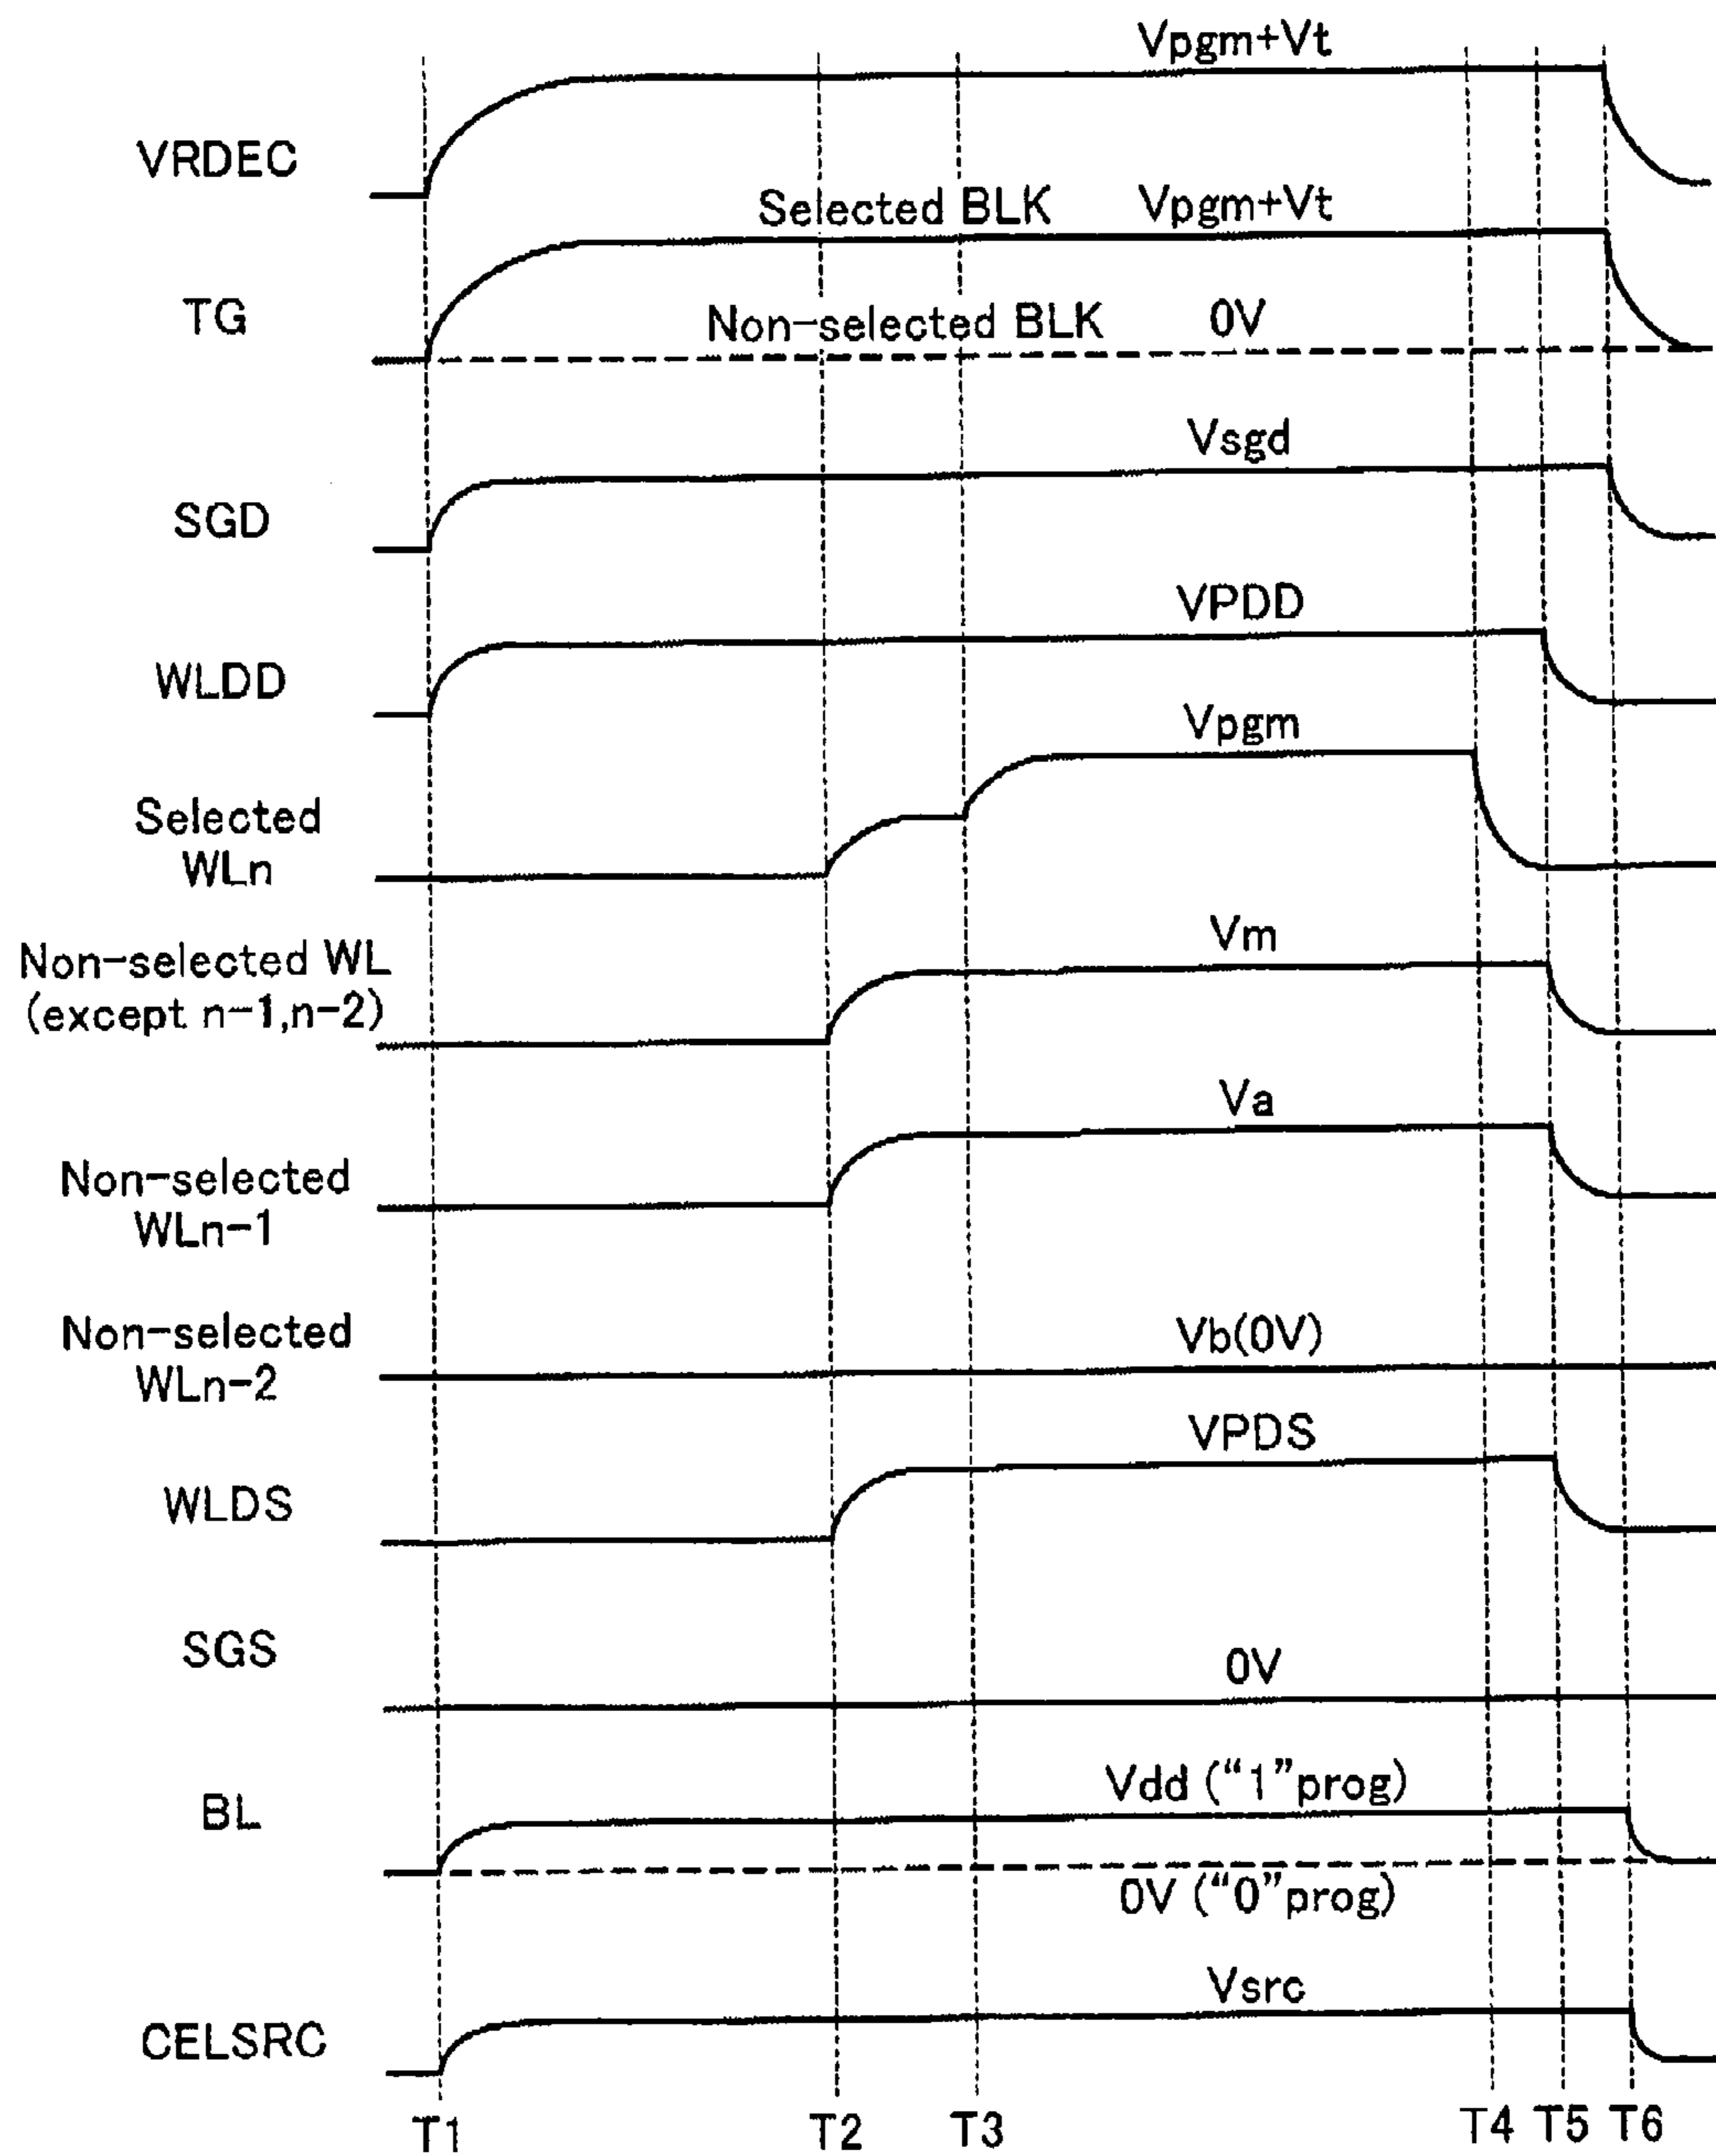 Vpgm+Vt
VRDEC
Selected BLK Vpgm+Vt
TG
Non-selected BLK 0V
Vsgd
SGD
VPDD
WLDD
Vpgm
Selected
WLn
Vm
Non-selected WL
(except n-1,n-2)
Va
Non-selected
WLn-1
Non-selected
WLn-2
Vb(0V)
VPDS
WLDS
SGS
0V
Vdd (“1”prog)
BL
0V (“0”prog)
Vsrc
CELSRC
T1 T2 T3 T4 T5 T6